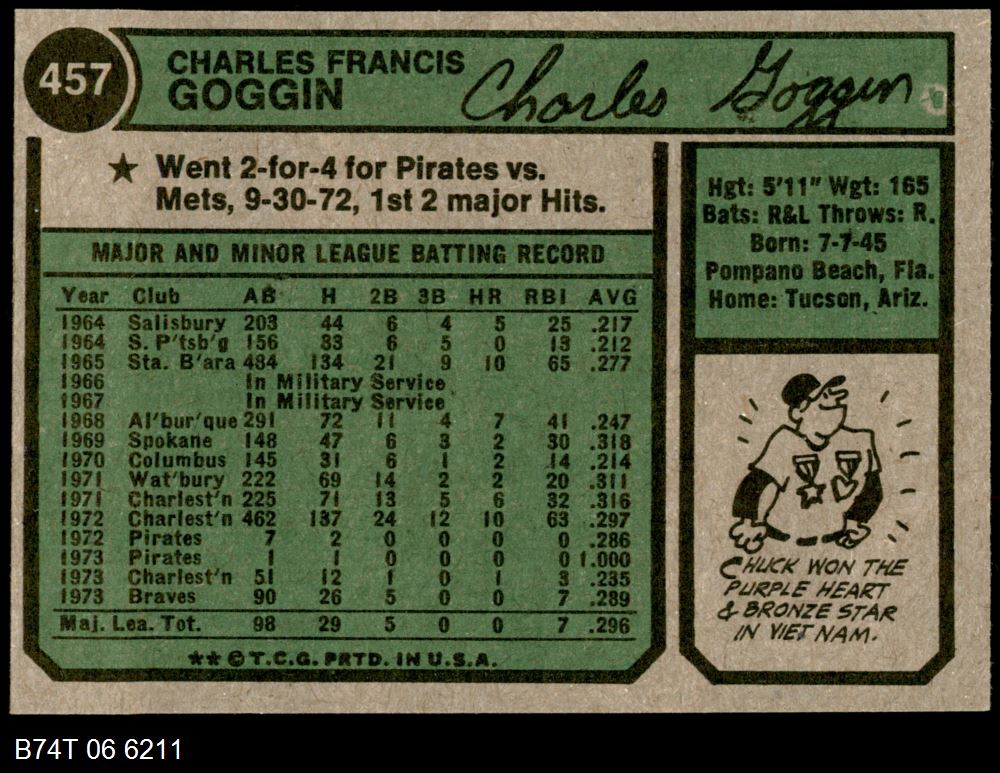 457
CHARLES FRANCIS
GOGGIN
Charles Goggin
★ Went 2-for-4 for Pirates vs.
Mets, 9-30-72, 1st 2 major Hits.
MAJOR AND MINOR LEAGUE BATTING RECORD
Year Club AB H 2B 3B HR RBI AVG
1964 Salisbury 203 44 6 4 5 25 .217
1964 S. P'tsb'g 156 33 6 5 0 13 .212
1965 Sta. B'ara 484 134 21 9 10 65 .277
1966 In Military Service
1967 In Military Service
1968 Al'bur'que 291 72 11 4 7 41 .247
1969 Spokane 148 47 6 3 2 30 .318
1970 Columbus 145 31 6 1 2 14 .214
1971 Wat'bury 222 69 14 2 2 20 .311
1971 Charlest'n 225 71 13 5 6 32 .316
1972 Charlest'n 462 137 24 12 10 63 .297
1972 Pirates 7 2 0 0 0 0 .286
1973 Pirates 1 1 0 0 0 0 1.000
1973 Charlest'n 51 12 1 0 1 3 .235
1973 Braves 90 26 5 0 0 7 .289
Maj. Lea. Tot. 98 29 5 0 0 7 .296
★★ © T.C.G. PRTD. IN U.S.A.
Hgt: 5'11" Wgt: 165
Bats: R&L Throws: R.
Born: 7-7-45
Pompano Beach, Fla.
Home: Tucson, Ariz.
CHUCK WON THE
PURPLE HEART
& BRONZE STAR
IN VIET NAM.
B74T 06 6211